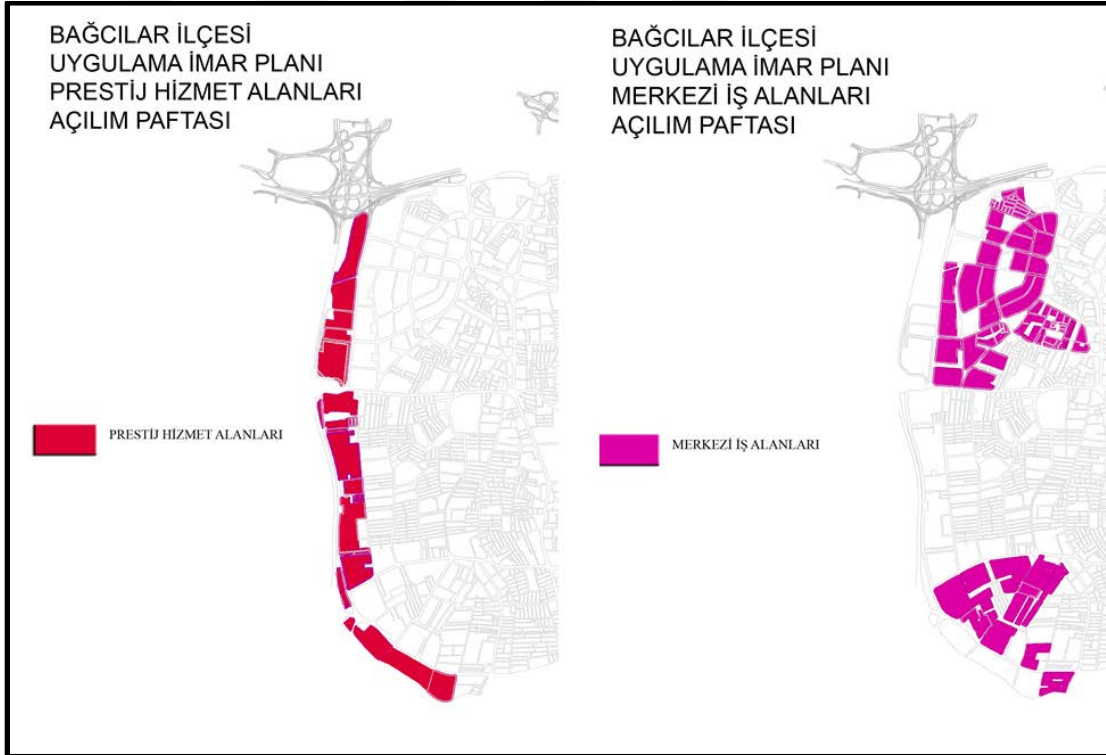 BAĞCILAR İLÇESİ
UYGULAMA İMAR PLANI
PRESTİJ HİZMET ALANLARI
AÇILIM PAFTASI
PRESTİJ HİZMET ALANLARI
BAĞCILAR İLÇESİ
UYGULAMA İMAR PLANI
MERKEZİ İŞ ALANLARI
AÇILIM PAFTASI
MERKEZİ İŞ ALANLARI